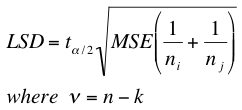 LSD = t_{α/2} √(MSE(1/n_i + 1/n_j))
where ν = n − k